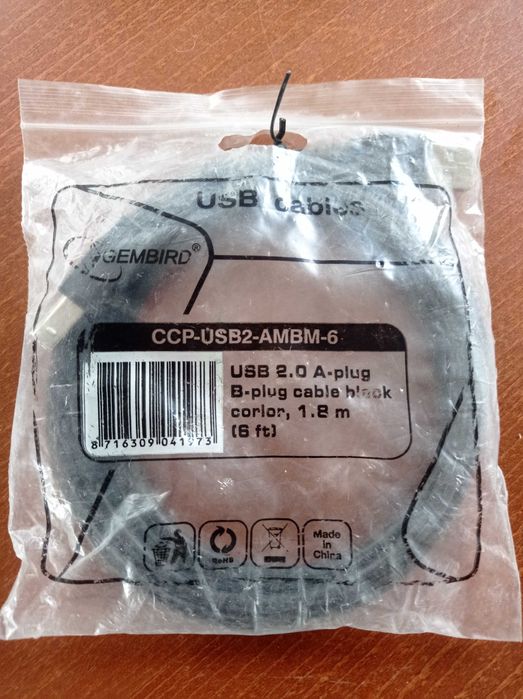 USB cables
GEMBIRD®
CCP-USB2-AMBM-6
USB 2.0 A-plug
B-plug cable black
corlor, 1.8 m
(6 ft)
8 716309 041973
RoHS
Made
in
China